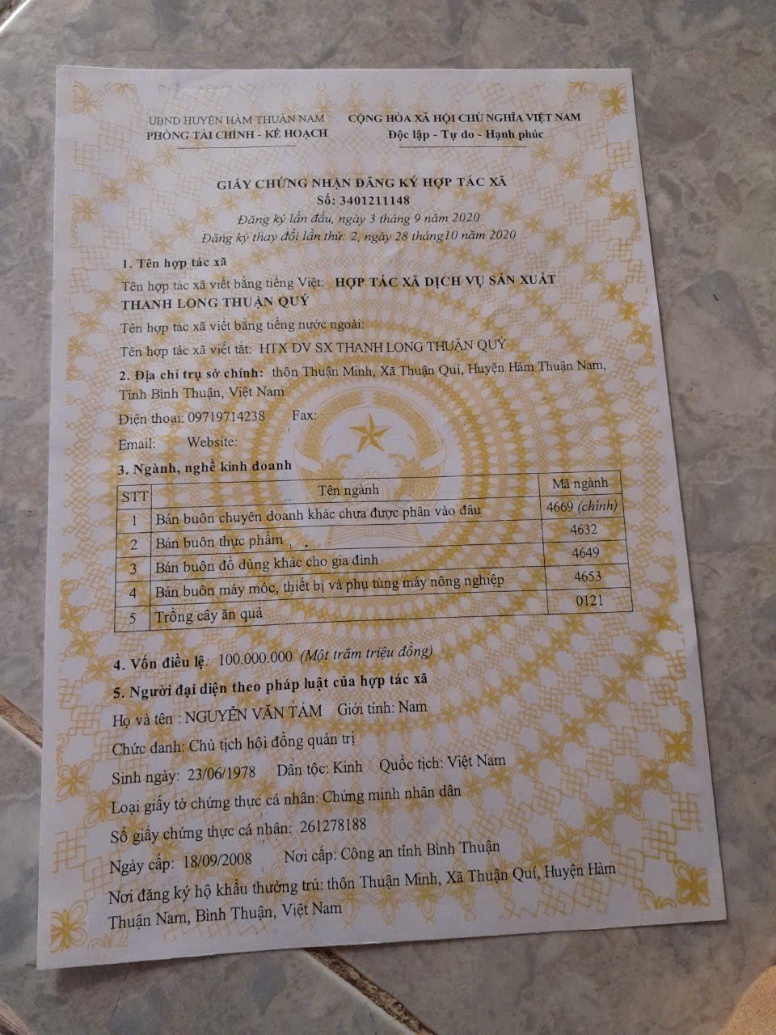 UBND HUYỆN HÀM THUẬN NAM
PHÒNG TÀI CHÍNH - KẾ HOẠCH
CỘNG HÒA XÃ HỘI CHỦ NGHĨA VIỆT NAM
Độc lập - Tự do - Hạnh phúc
GIẤY CHỨNG NHẬN ĐĂNG KÝ HỢP TÁC XÃ
Số: 3401211148
Đăng ký lần đầu, ngày 3 tháng 9 năm 2020
Đăng ký thay đổi lần thứ: 2, ngày 28 tháng10 năm 2020
1. Tên hợp tác xã
Tên hợp tác xã viết bằng tiếng Việt: HỢP TÁC XÃ DỊCH VỤ SẢN XUẤT
THANH LONG THUẬN QUÝ
Tên hợp tác xã viết bằng tiếng nước ngoài:
Tên hợp tác xã viết tắt: HTX DV SX THANH LONG THUẬN QUÝ
2. Địa chỉ trụ sở chính: thôn Thuận Minh, Xã Thuận Quí, Huyện Hàm Thuận Nam,
Tỉnh Bình Thuận, Việt Nam
Điện thoại: 09719714238 Fax:
Email: Website:
3. Ngành, nghề kinh doanh
STT Tên ngành Mã ngành
1 Bán buôn chuyên doanh khác chưa được phân vào đâu 4669 (chính)
2 Bán buôn thực phẩm 4632
3 Bán buôn đồ dùng khác cho gia đình 4649
4 Bán buôn máy móc, thiết bị và phụ tùng máy nông nghiệp 4653
5 Trồng cây ăn quả 0121
4. Vốn điều lệ: 100.000.000 (Một trăm triệu đồng)
5. Người đại diện theo pháp luật của hợp tác xã
Họ và tên : NGUYỄN VĂN TÁM Giới tính: Nam
Chức danh: Chủ tịch hội đồng quản trị
Sinh ngày: 23/06/1978 Dân tộc: Kinh Quốc tịch: Việt Nam
Loại giấy tờ chứng thực cá nhân: Chứng minh nhân dân
Số giấy chứng thực cá nhân: 261278188
Ngày cấp: 18/09/2008 Nơi cấp: Công an tỉnh Bình Thuận
Nơi đăng ký hộ khẩu thường trú: thôn Thuận Minh, Xã Thuận Quí, Huyện Hàm
Thuận Nam, Bình Thuận, Việt Nam